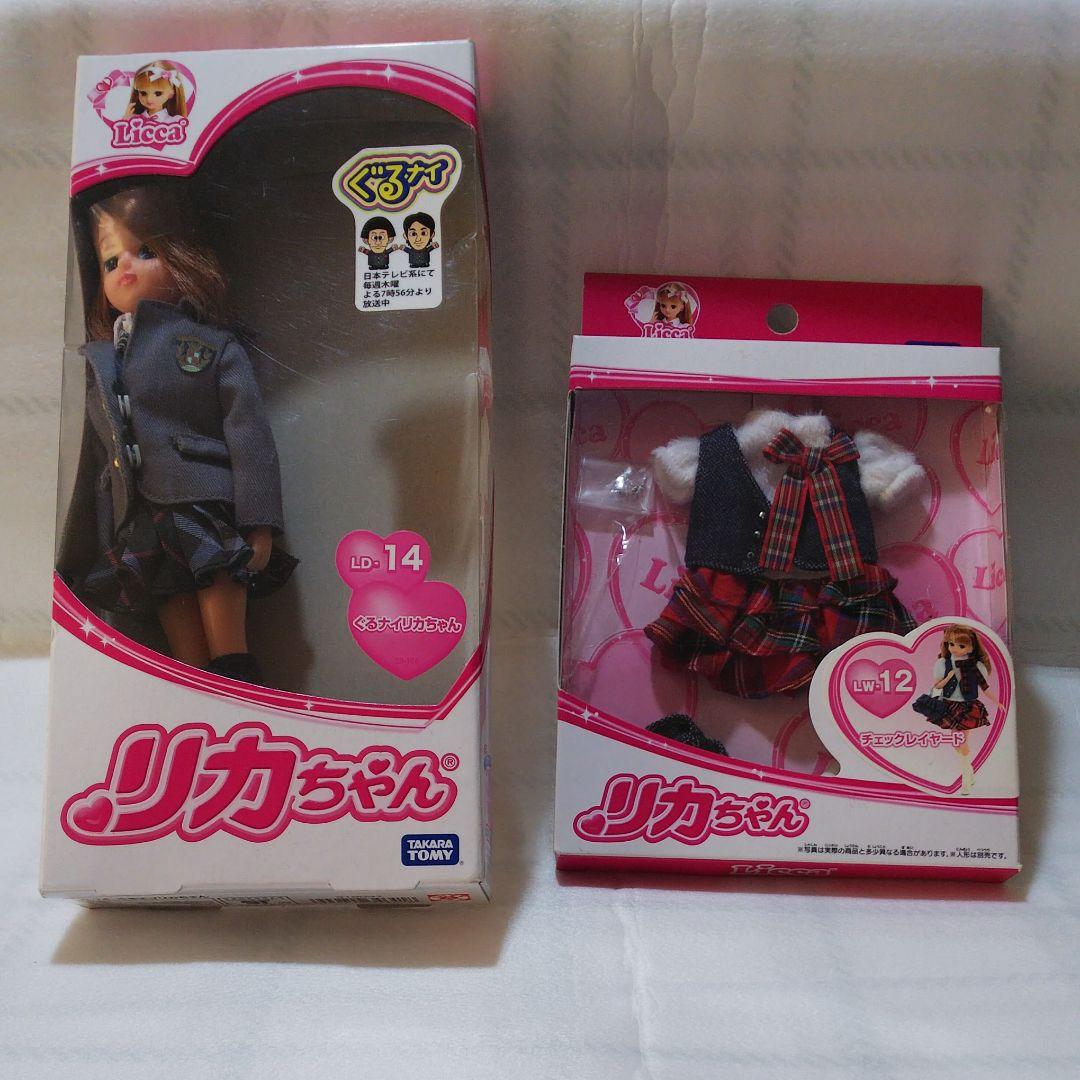 Licca
ぐるナイ
日本テレビ系にて
毎週木曜
よる7時56分より
放送中
LD-14
ぐるナイリカちゃん
リカちゃん®
TAKARA
TOMY
Licca
Licca
LW-12
チェックレイヤード
リカちゃん®
※写真は実際の商品と多少異なる場合があります。※人形は別売です。
Licca